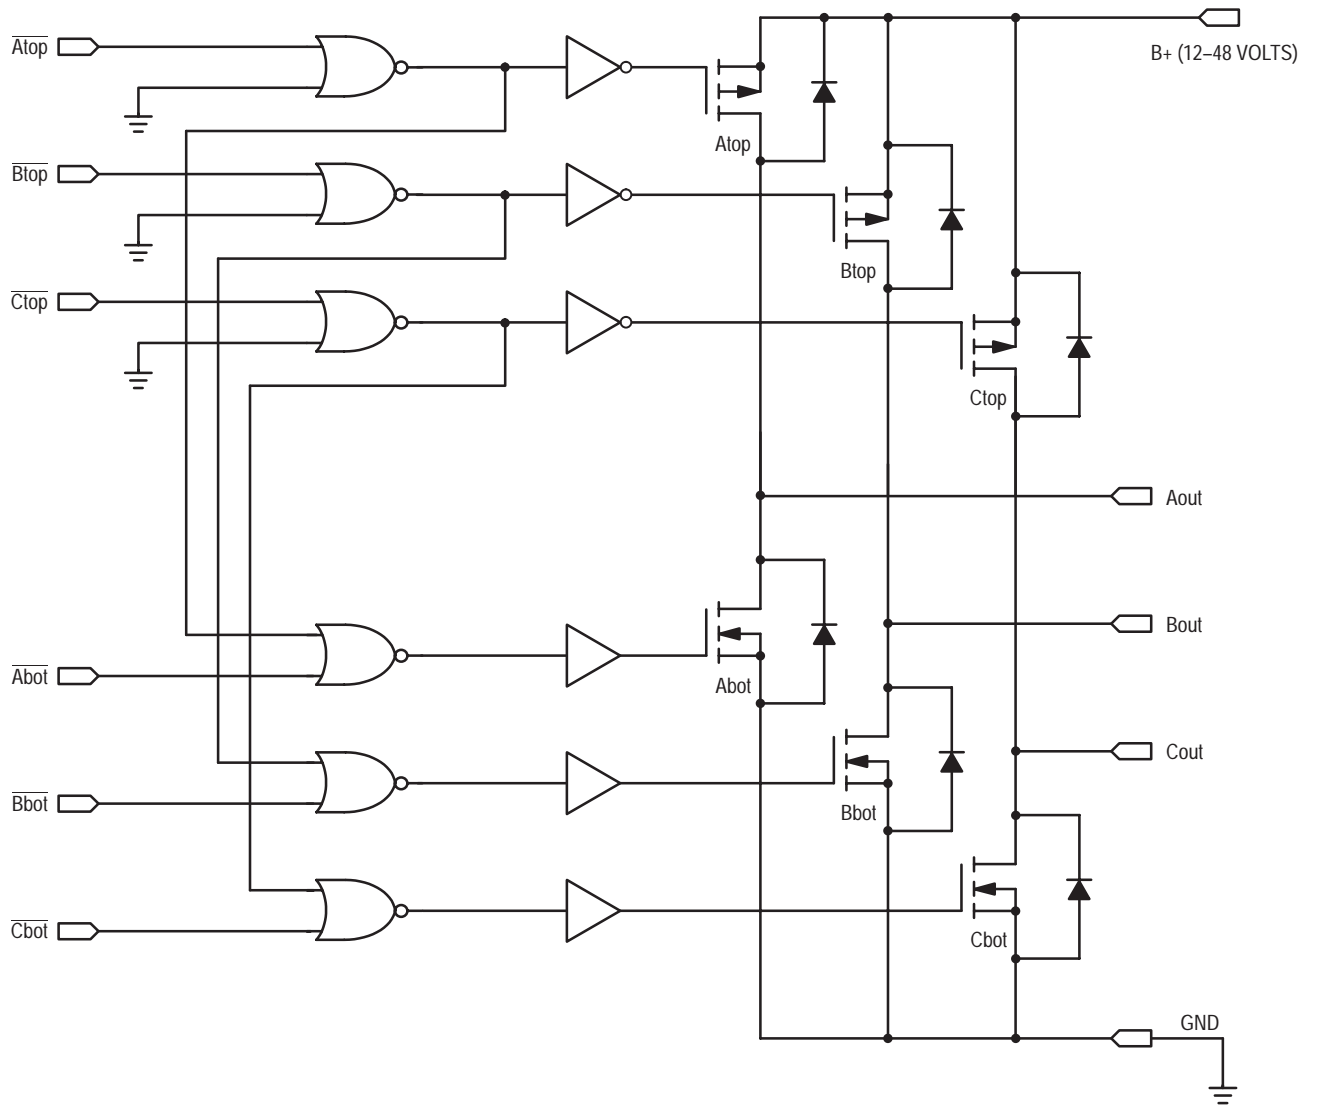 Atop
B+ (12–48 VOLTS)
Atop
Btop
Btop
Ctop
Ctop
Aout
Bout
Abot
Abot
Cout
Bbot
Bbot
Cbot
Cbot
GND